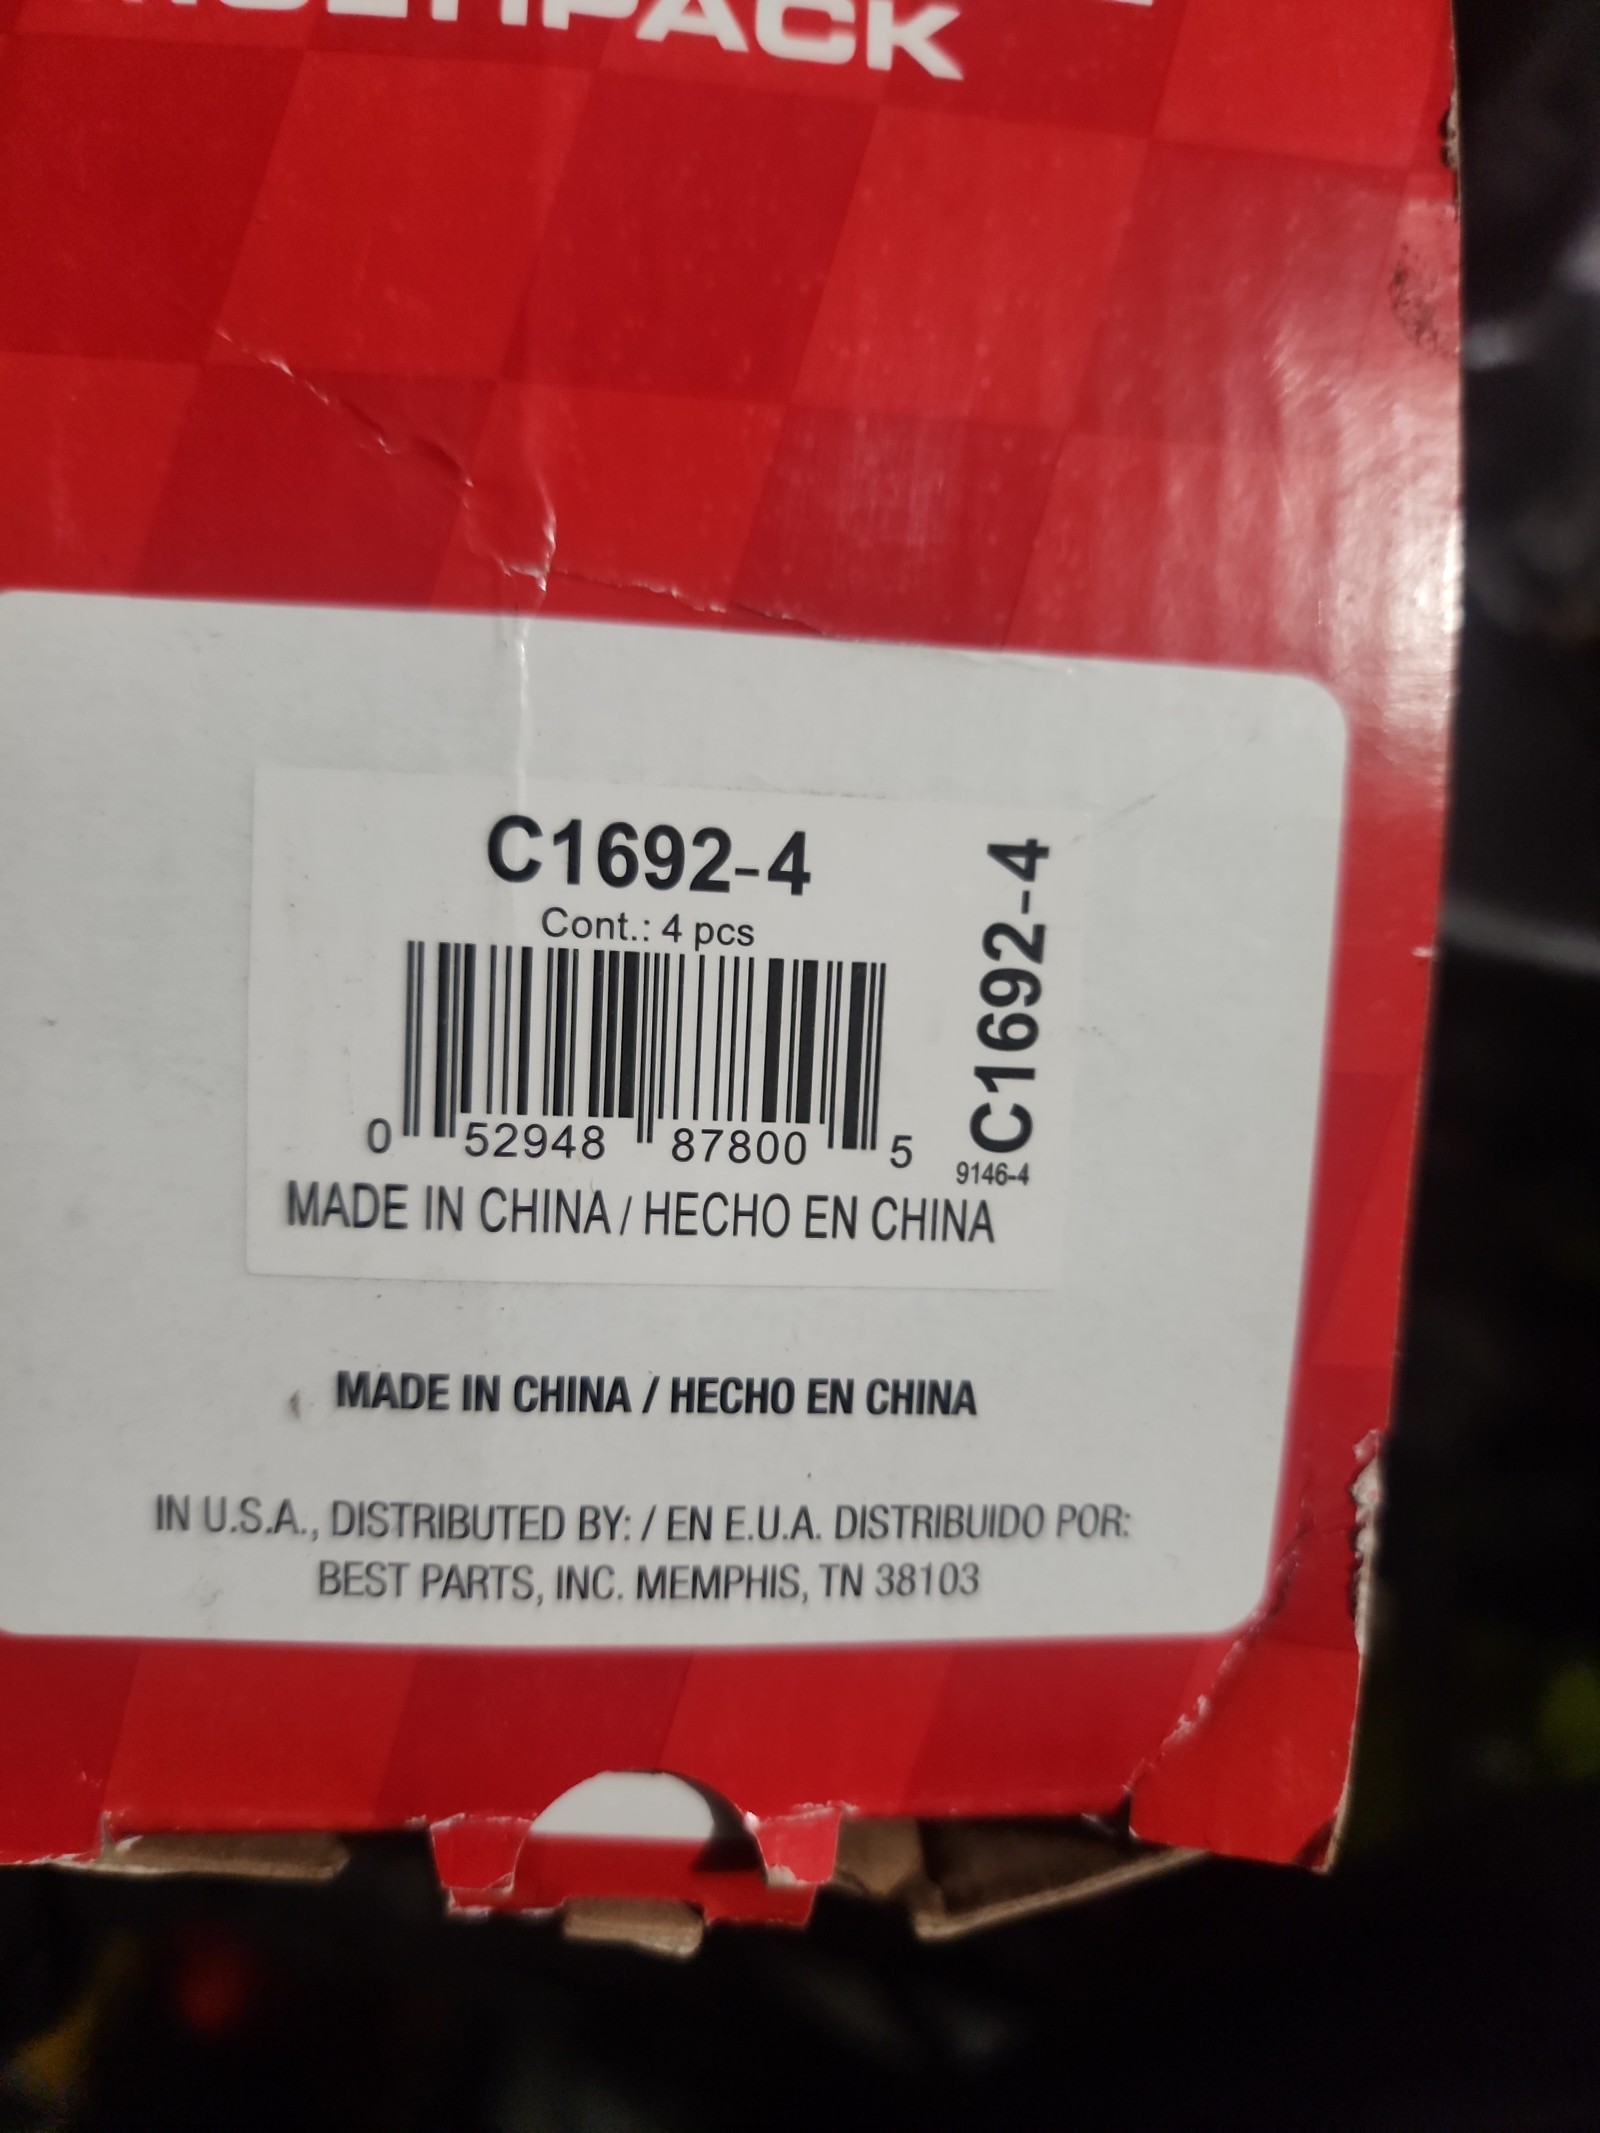 MULTIPACK
C1692-4
Cont.: 4 pcs
0 52948 87800 5
C1692-4
9146-4
MADE IN CHINA / HECHO EN CHINA
MADE IN CHINA / HECHO EN CHINA
IN U.S.A., DISTRIBUTED BY: / EN E.U.A. DISTRIBUIDO POR:
BEST PARTS, INC. MEMPHIS, TN 38103